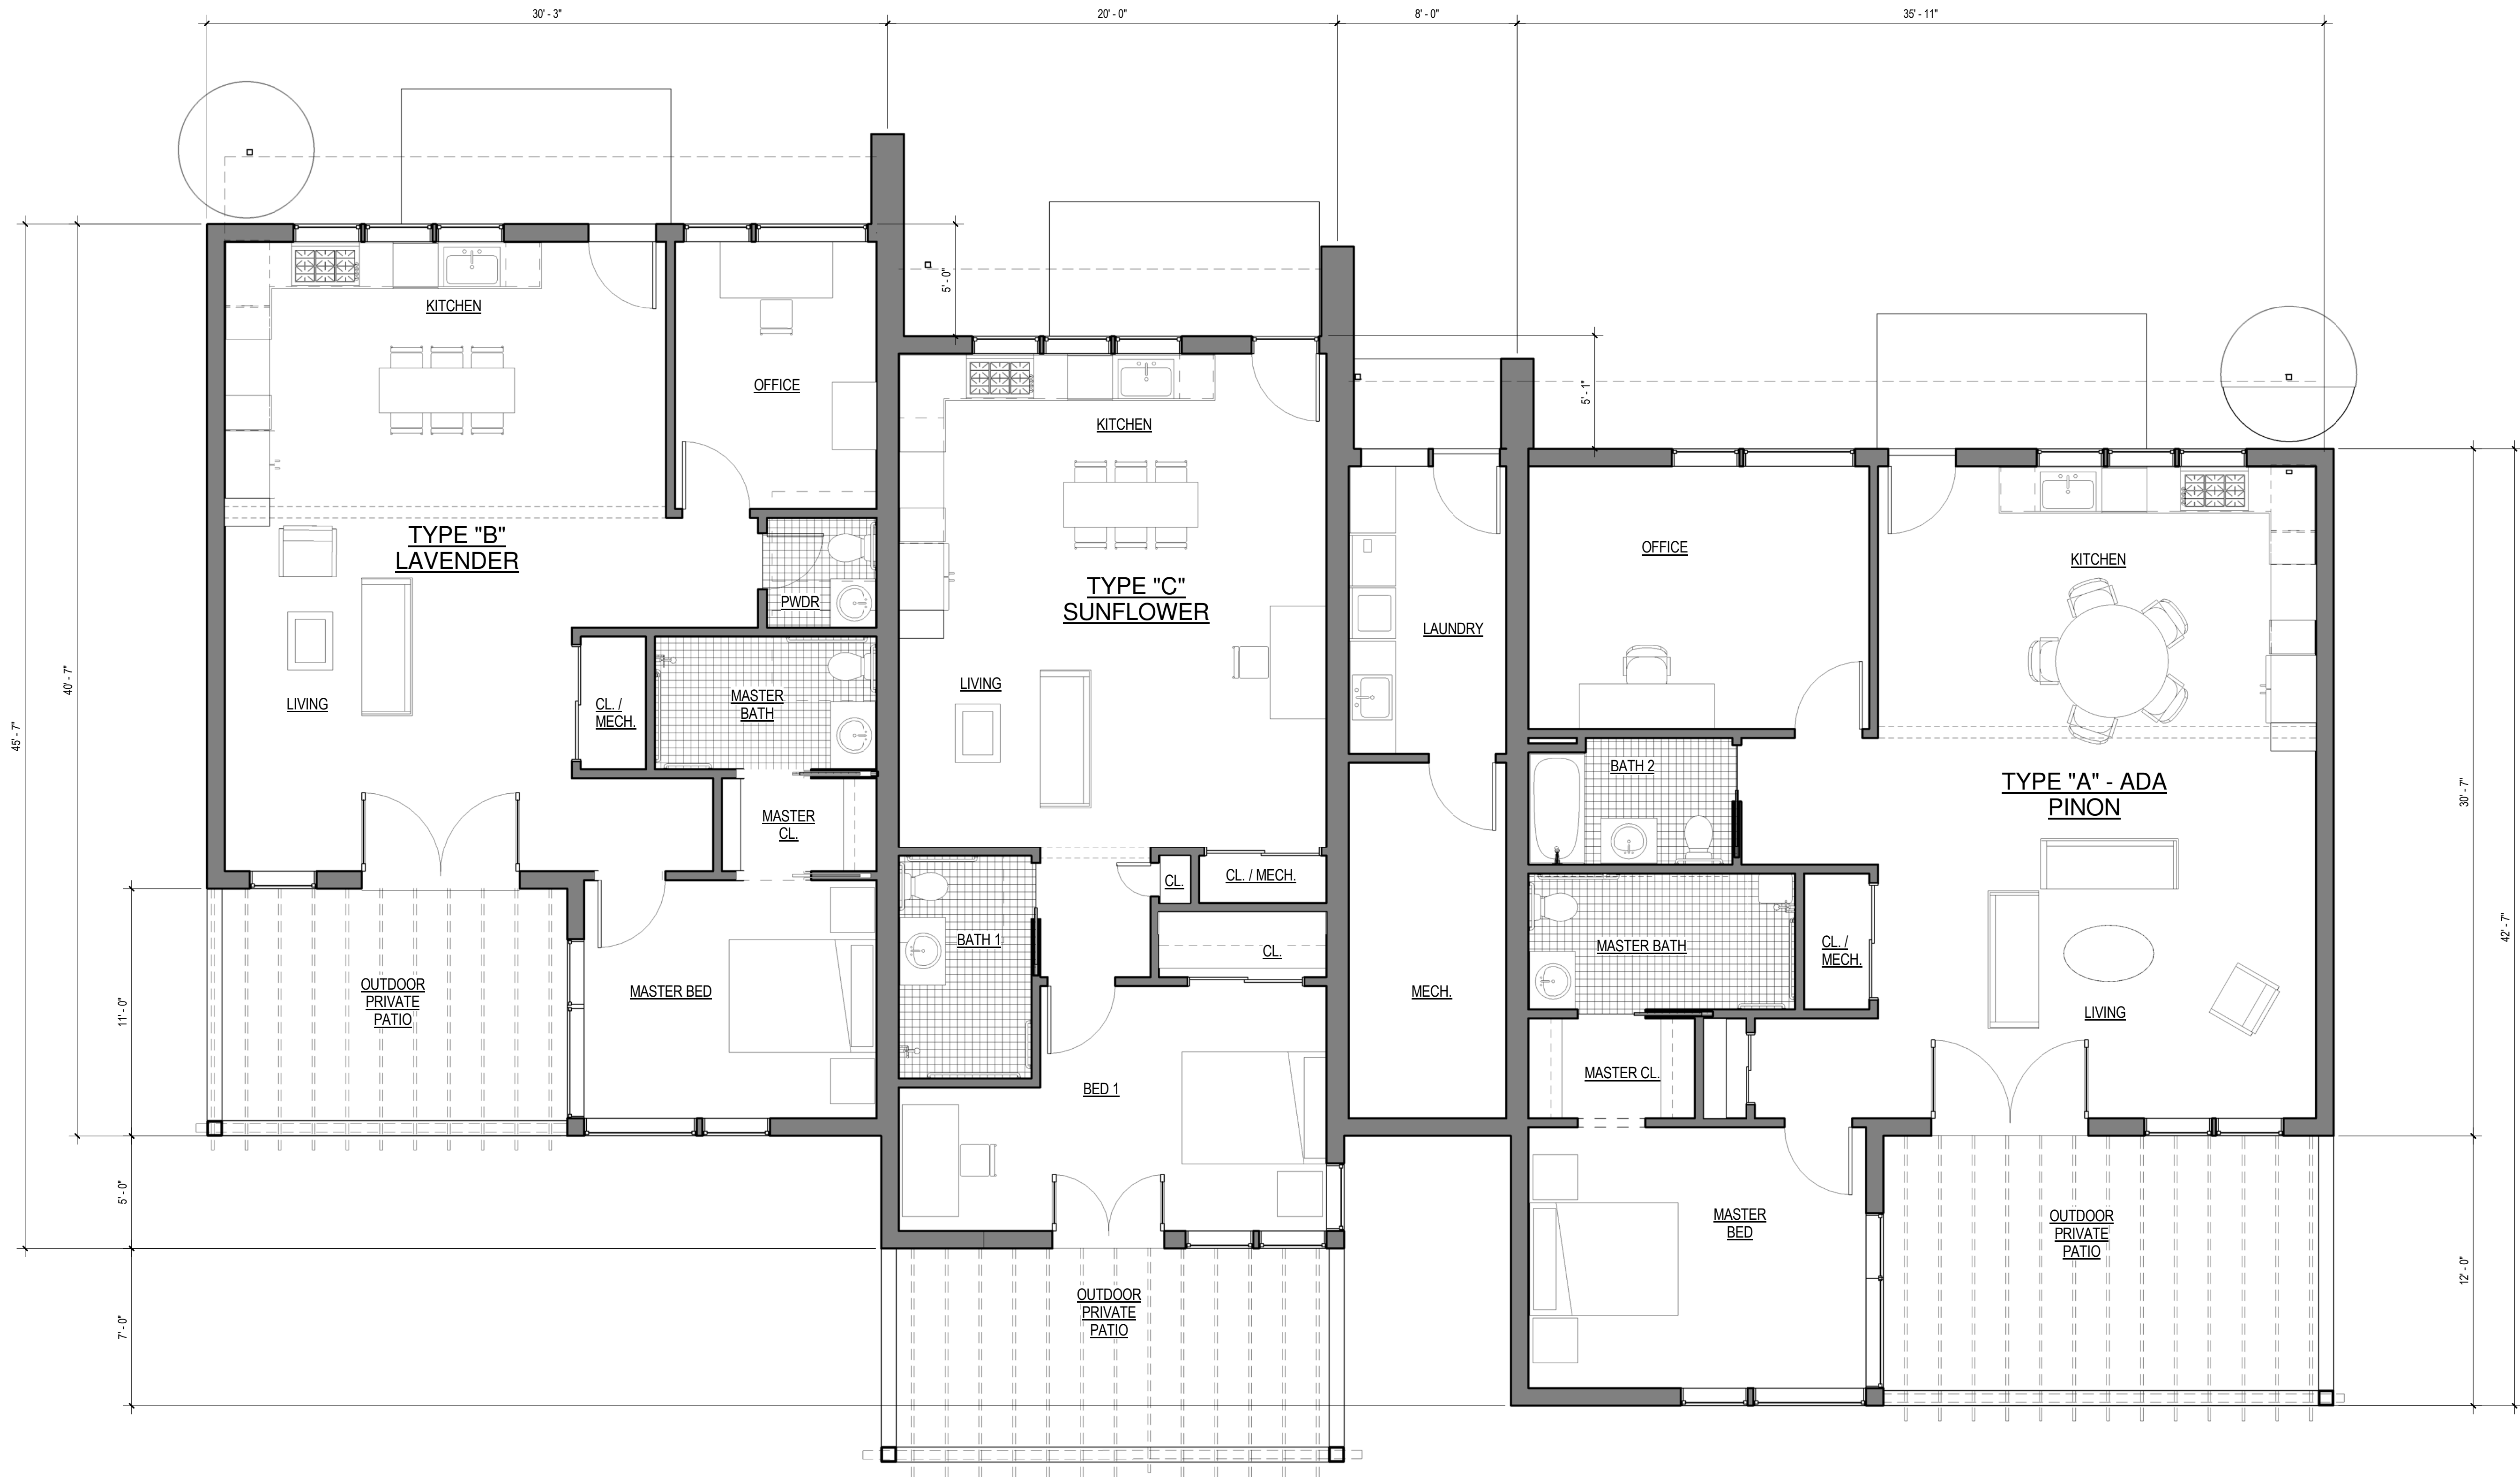 30' - 3"
20' - 0"
8' - 0"
35' - 11"
5' - 0"
5' - 1"
45' - 7"
40' - 7"
11' - 0"
5' - 0"
7' - 0"
30' - 7"
42' - 7"
12' - 0"
KITCHEN
OFFICE
TYPE "B"
LAVENDER
PWDR
LIVING
CL. /
MECH.
MASTER
BATH
MASTER
CL.
MASTER BED
OUTDOOR
PRIVATE
PATIO
KITCHEN
TYPE "C"
SUNFLOWER
LIVING
CL.
CL. / MECH.
BATH 1
CL.
BED 1
OUTDOOR
PRIVATE
PATIO
LAUNDRY
MECH.
OFFICE
KITCHEN
BATH 2
TYPE "A" - ADA
PINON
MASTER BATH
CL. /
MECH.
LIVING
MASTER CL.
MASTER
BED
OUTDOOR
PRIVATE
PATIO